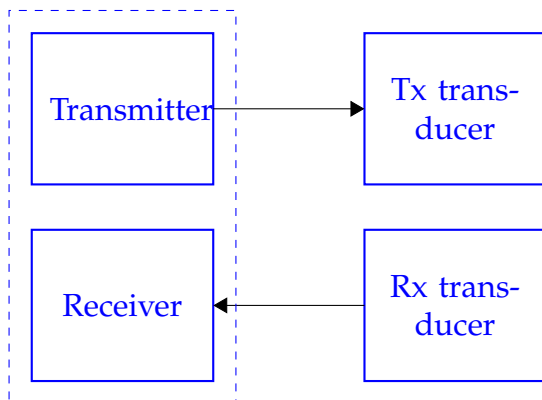 Transmitter
Tx trans-
ducer
Receiver
Rx trans-
ducer